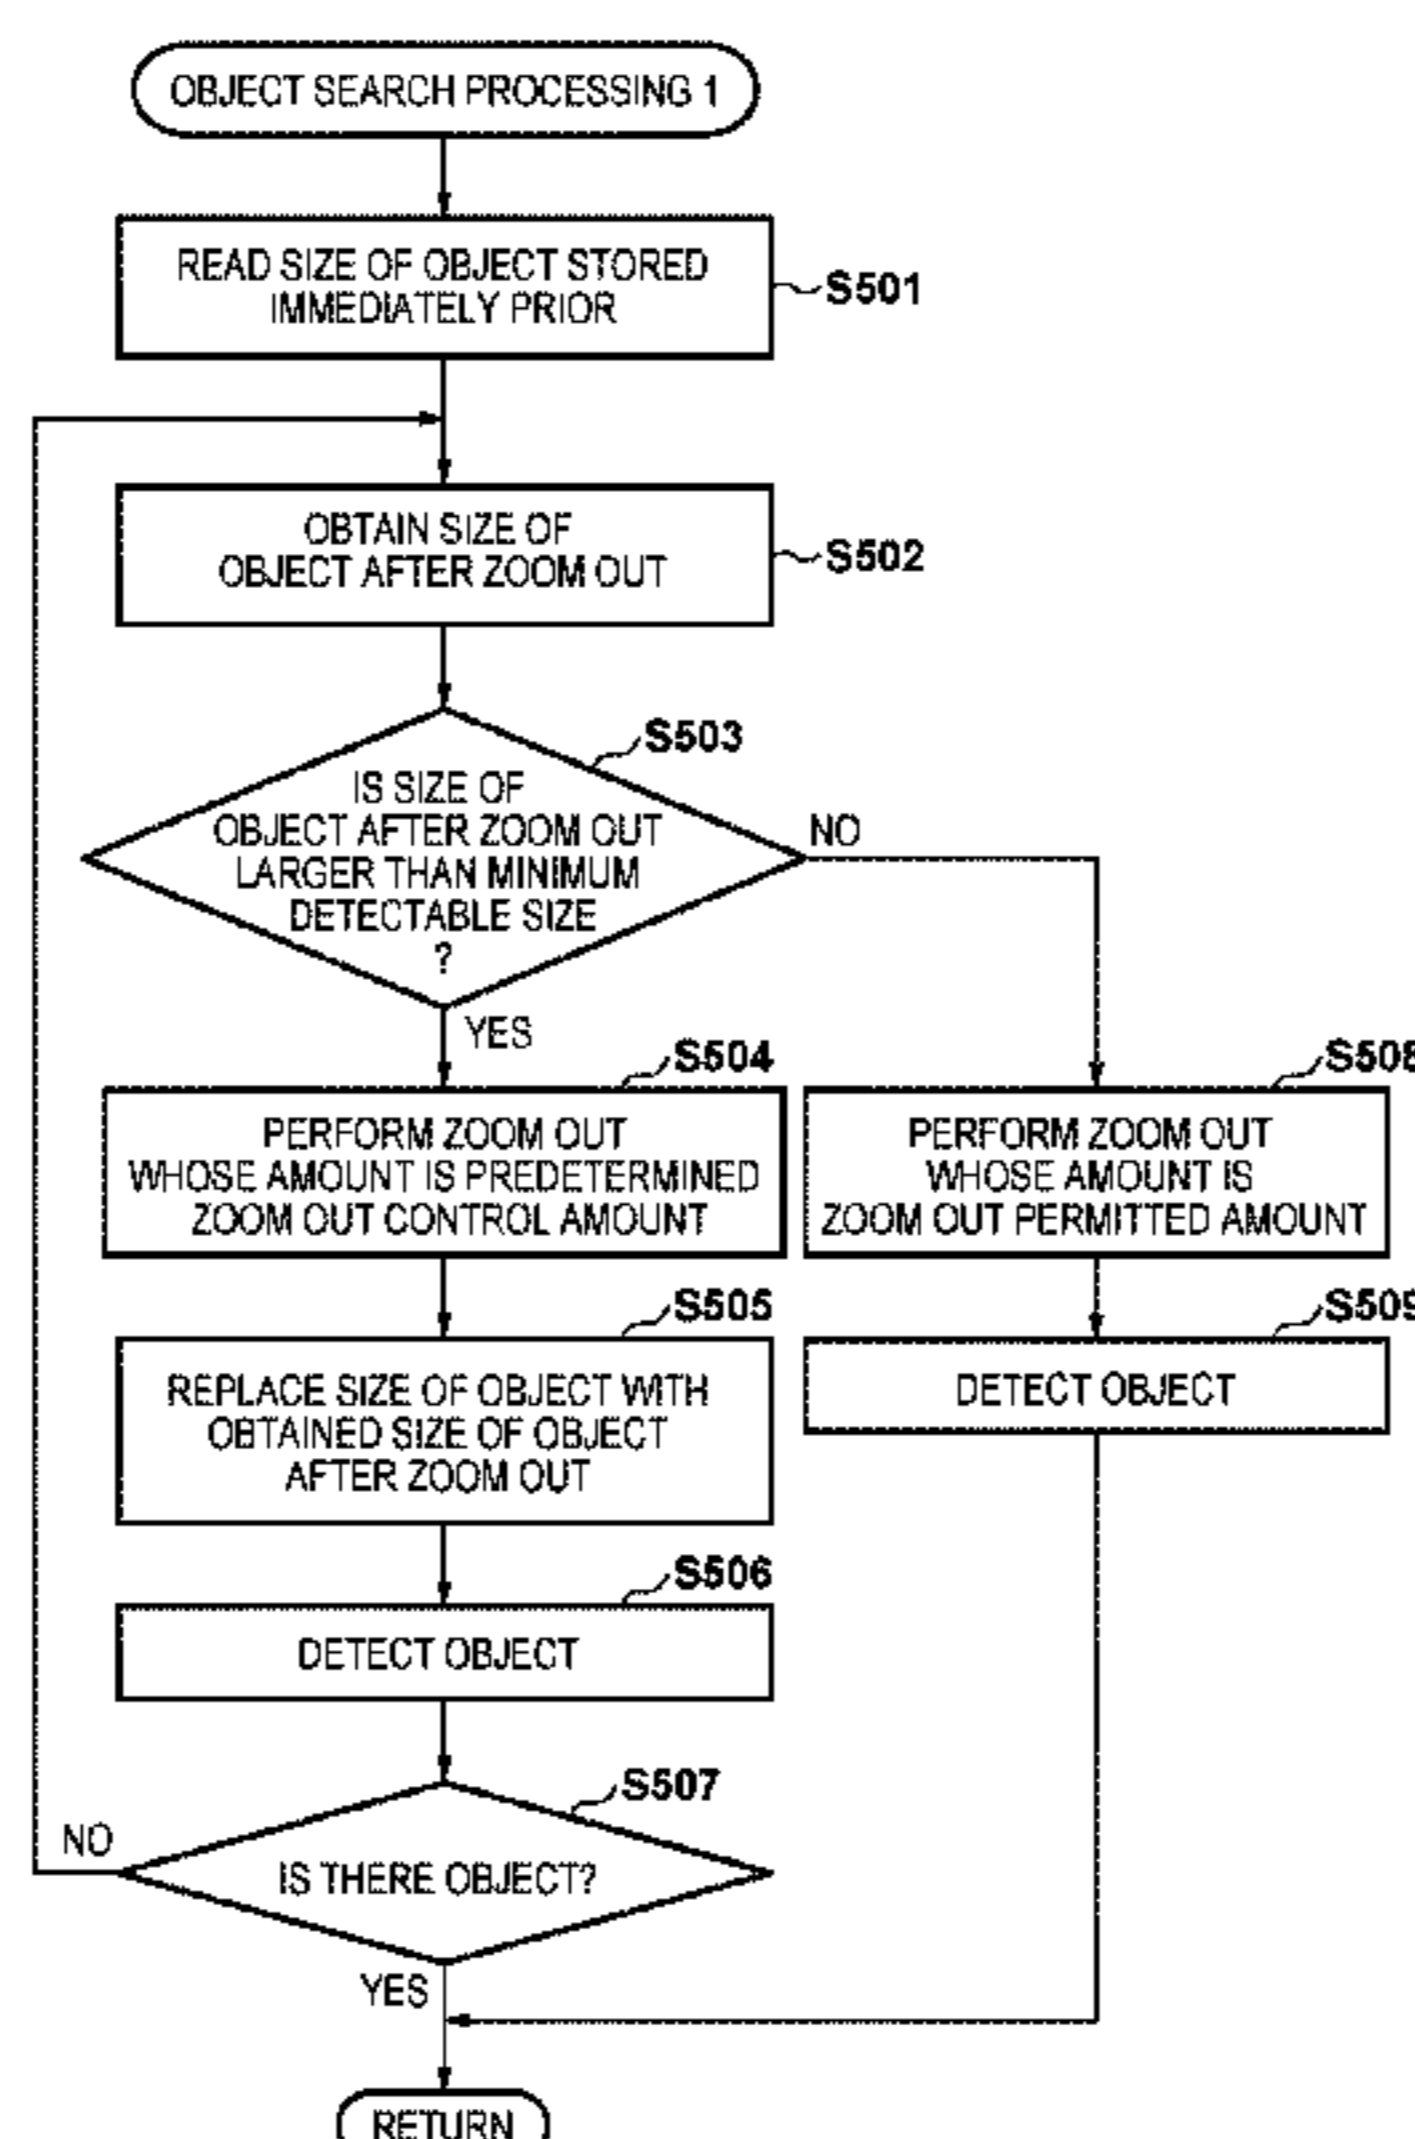 OBJECT SEARCH PROCESSING 1
READ SIZE OF OBJECT STORED
IMMEDIATELY PRIOR
S501
OBTAIN SIZE OF
OBJECT AFTER ZOOM OUT
S502
S503
IS SIZE OF
OBJECT AFTER ZOOM OUT
LARGER THAN MINIMUM
DETECTABLE SIZE
?
NO
YES
S504
PERFORM ZOOM OUT
WHOSE AMOUNT IS PREDETERMINED
ZOOM OUT CONTROL AMOUNT
S508
PERFORM ZOOM OUT
WHOSE AMOUNT IS
ZOOM OUT PERMITTED AMOUNT
S505
REPLACE SIZE OF OBJECT WITH
OBTAINED SIZE OF OBJECT
AFTER ZOOM OUT
S509
DETECT OBJECT
S506
DETECT OBJECT
S507
IS THERE OBJECT?
NO
YES
RETURN